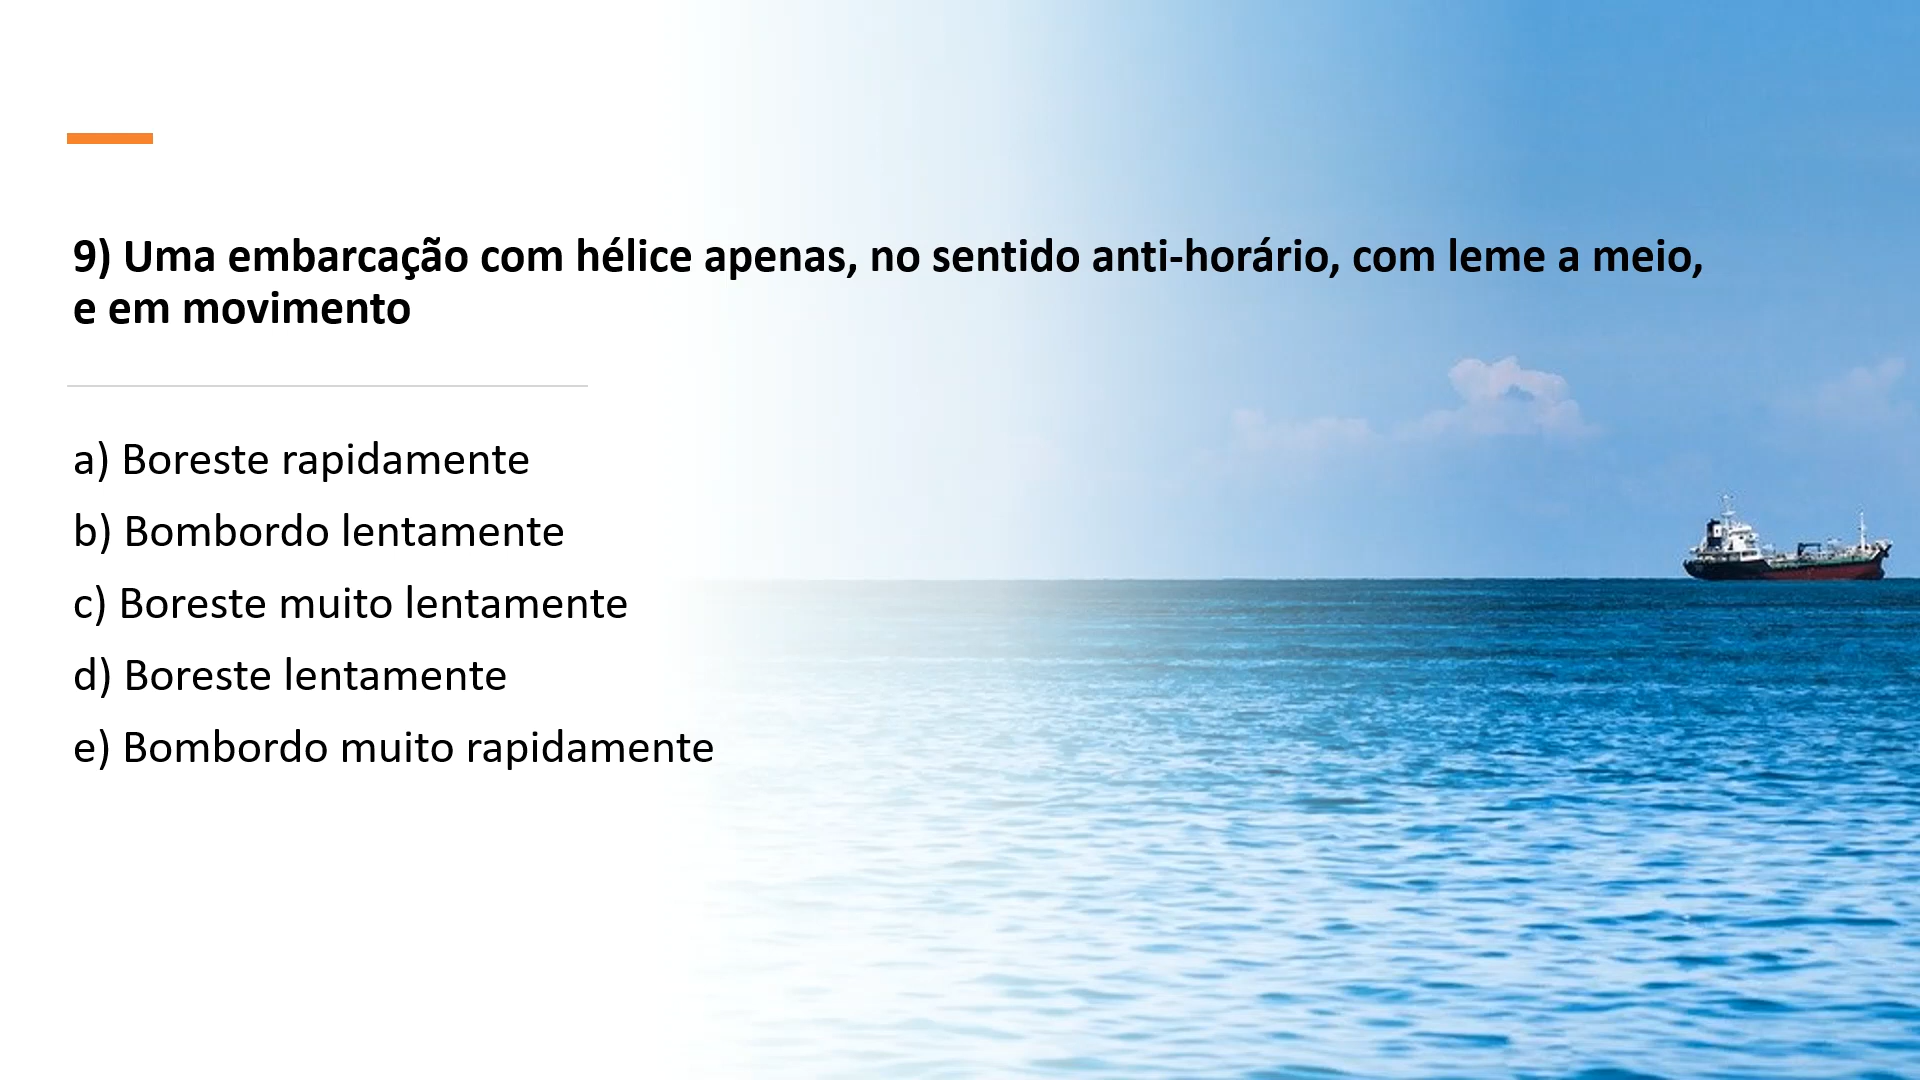 9) Uma embarcação com hélice apenas, no sentido anti-horário, com leme a meio,
e em movimento
a) Boreste rapidamente
b) Bombordo lentamente
c) Boreste muito lentamente
d) Boreste lentamente
e) Bombordo muito rapidamente